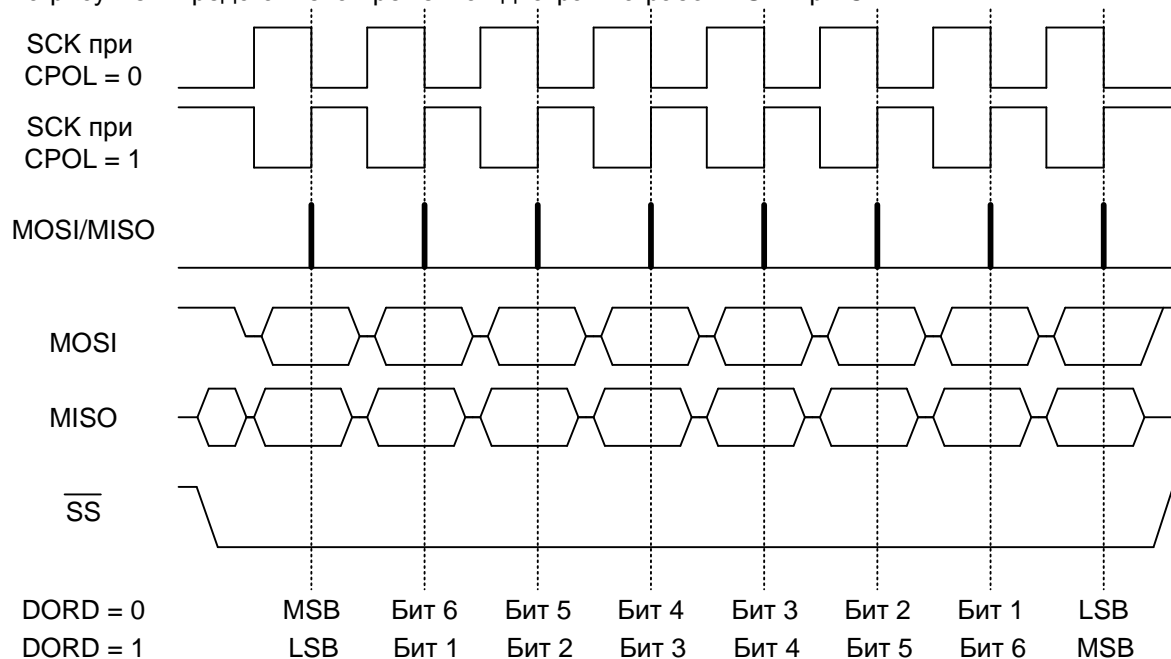 SCK при
CPOL = 0
SCK при
CPOL = 1
MOSI/MISO
MOSI
MISO
SS
DORD = 0 MSB Бит 6 Бит 5 Бит 4 Бит 3 Бит 2 Бит 1 LSB
DORD = 1 LSB Бит 1 Бит 2 Бит 3 Бит 4 Бит 5 Бит 6 MSB